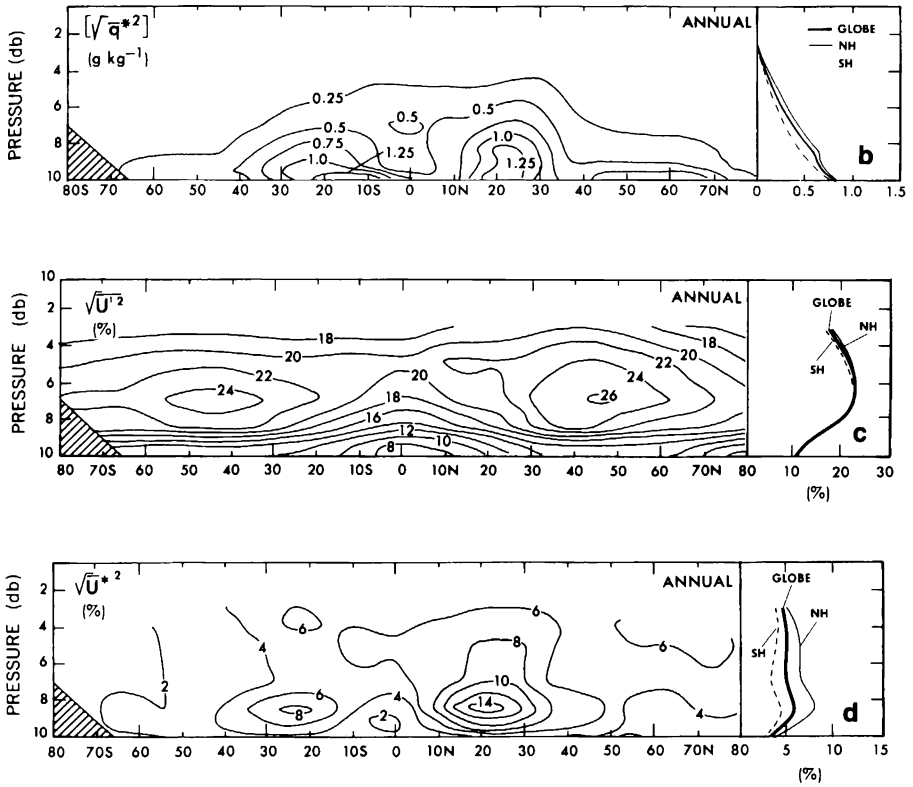 [√q̄*²]
(g kg⁻¹)
ANNUAL
PRESSURE (db)
2
4
6
8
10
0.25
0.5
0.5
0.5
0.75
1.0
1.25
1.0
1.25
80S 60 50 40 30 20 10S 0 10N 20 30 40 50 60 70N
GLOBE
NH
SH
b
0 0.5 1.0 1.5
√U'²
(%)
ANNUAL
PRESSURE (db)
10
2
4
6
8
10
18
20
22
24
20
18
16
12
10
8
18
20
22
24
26
80 70S 60 50 40 30 20 10S 0 10N 20 30 40 50 60 70N 80
GLOBE
NH
SH
c
10 20 30
(%)
√Ū*²
(%)
ANNUAL
PRESSURE (db)
2
4
6
8
10
2
4
6
6
8
4
2
6
8
10
14
6
4
80 70S 60 50 40 30 20 10S 0 10N 20 30 40 50 60 70N 80
GLOBE
NH
SH
d
5 10 15
(%)